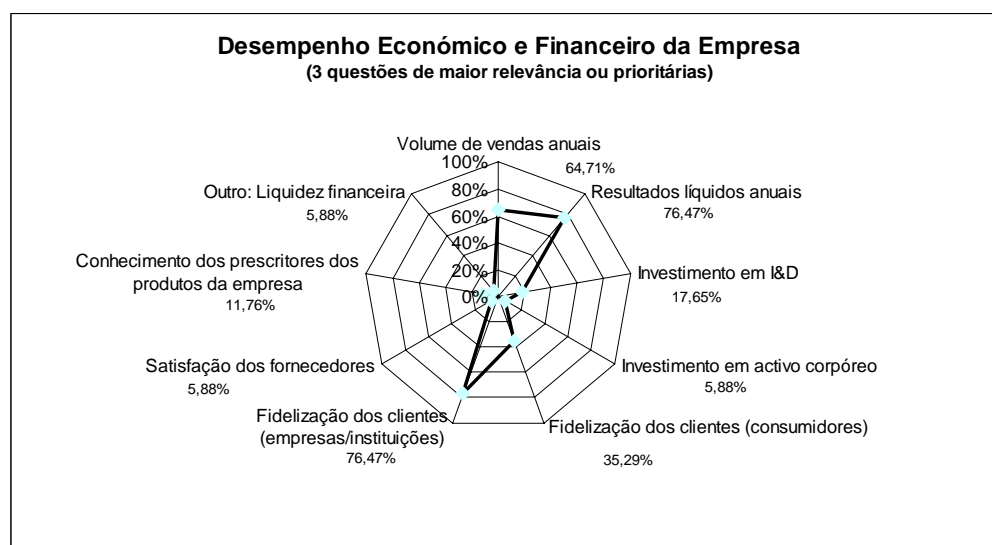 Desempenho Económico e Financeiro da Empresa
(3 questões de maior relevância ou prioritárias)
Volume de vendas anuais
64,71%
Resultados líquidos anuais
76,47%
Investimento em I&D
17,65%
Investimento em activo corpóreo
5,88%
Fidelização dos clientes (consumidores)
35,29%
Fidelização dos clientes
(empresas/instituições)
76,47%
Satisfação dos fornecedores
5,88%
Conhecimento dos prescritores dos
produtos da empresa
11,76%
Outro: Liquidez financeira
5,88%
100%
80%
60%
40%
20%
0%